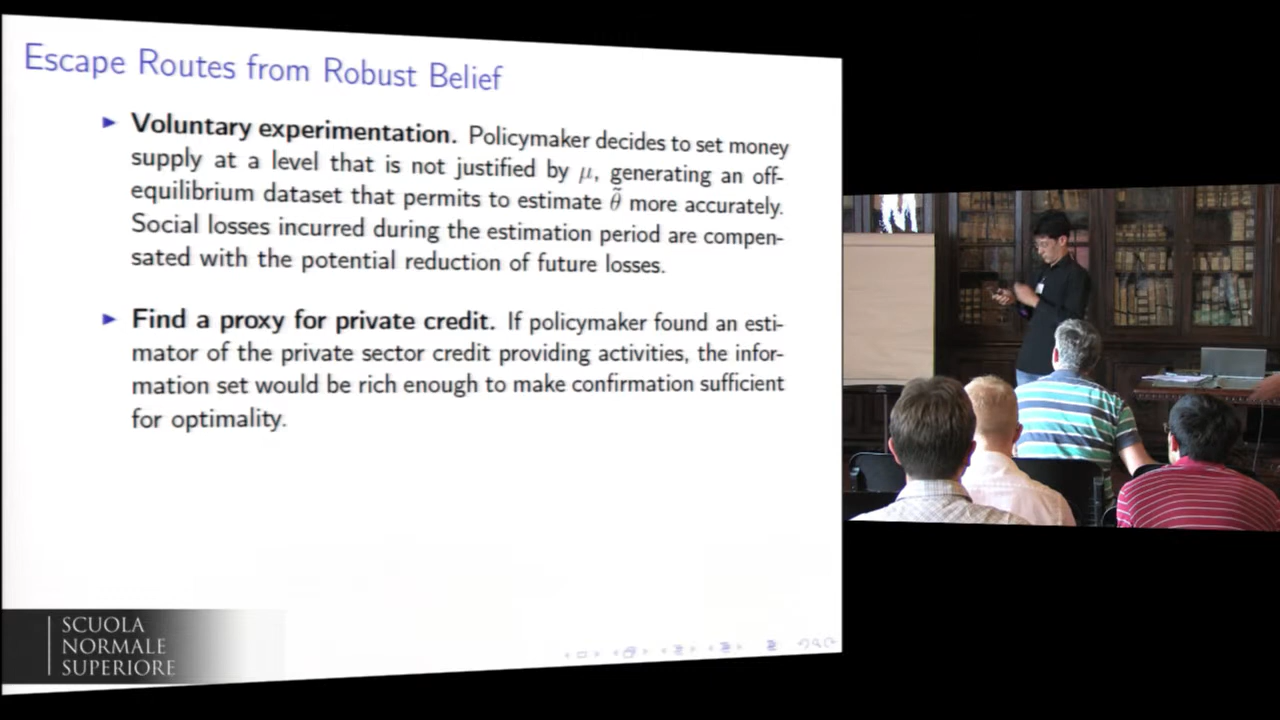 Escape Routes from Robust Belief
Voluntary experimentation. Policymaker decides to set money
supply at a level that is not justified by μ, generating an off-
equilibrium dataset that permits to estimate θ̃ more accurately.
Social losses incurred during the estimation period are compen-
sated with the potential reduction of future losses.
Find a proxy for private credit. If policymaker found an esti-
mator of the private sector credit providing activities, the infor-
mation set would be rich enough to make confirmation sufficient
for optimality.
SCUOLA
NORMALE
SUPERIORE